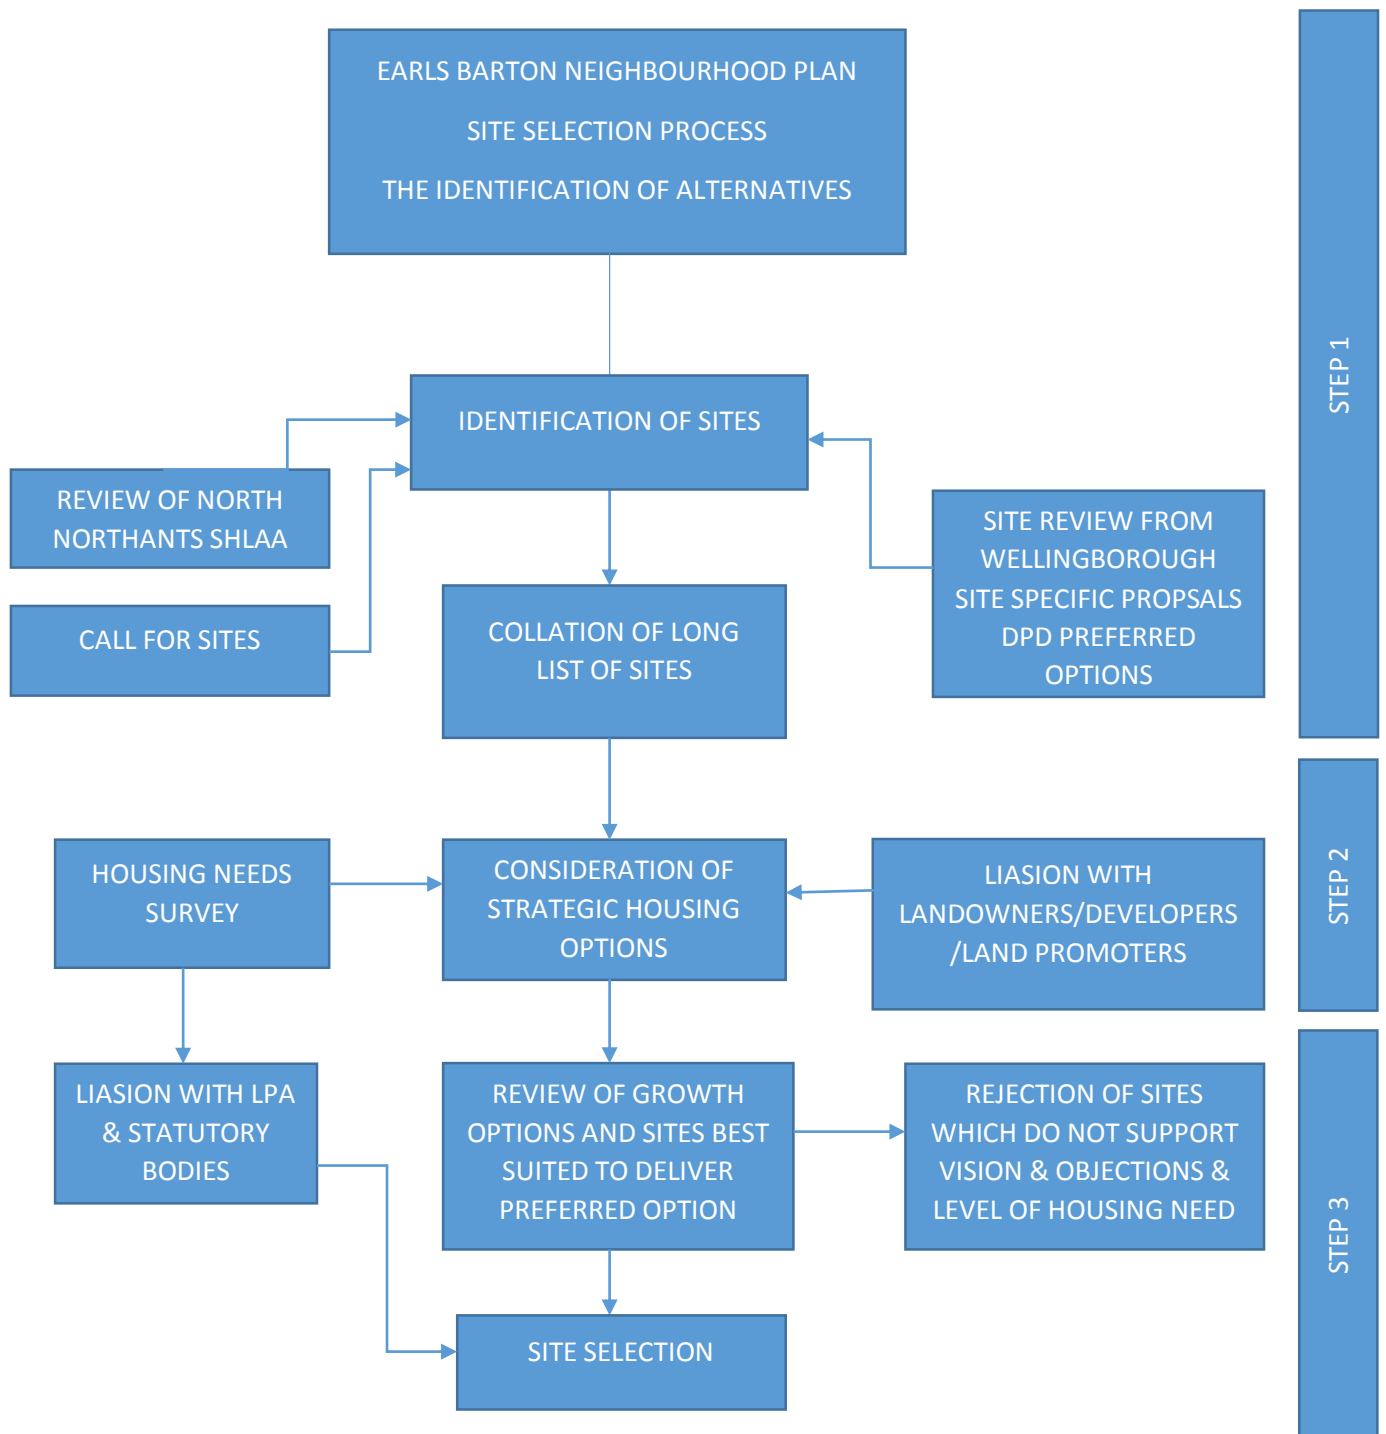 EARLS BARTON NEIGHBOURHOOD PLAN
SITE SELECTION PROCESS
THE IDENTIFICATION OF ALTERNATIVES
STEP 1
IDENTIFICATION OF SITES
REVIEW OF NORTH
NORTHANTS SHLAA
CALL FOR SITES
SITE REVIEW FROM
WELLINGBOROUGH
SITE SPECIFIC PROPSALS
DPD PREFERRED
OPTIONS
COLLATION OF LONG
LIST OF SITES
STEP 2
HOUSING NEEDS
SURVEY
CONSIDERATION OF
STRATEGIC HOUSING
OPTIONS
LIASION WITH
LANDOWNERS/DEVELOPERS
/LAND PROMOTERS
STEP 3
LIASION WITH LPA
& STATUTORY
BODIES
REVIEW OF GROWTH
OPTIONS AND SITES BEST
SUITED TO DELIVER
PREFERRED OPTION
REJECTION OF SITES
WHICH DO NOT SUPPORT
VISION & OBJECTIONS &
LEVEL OF HOUSING NEED
SITE SELECTION